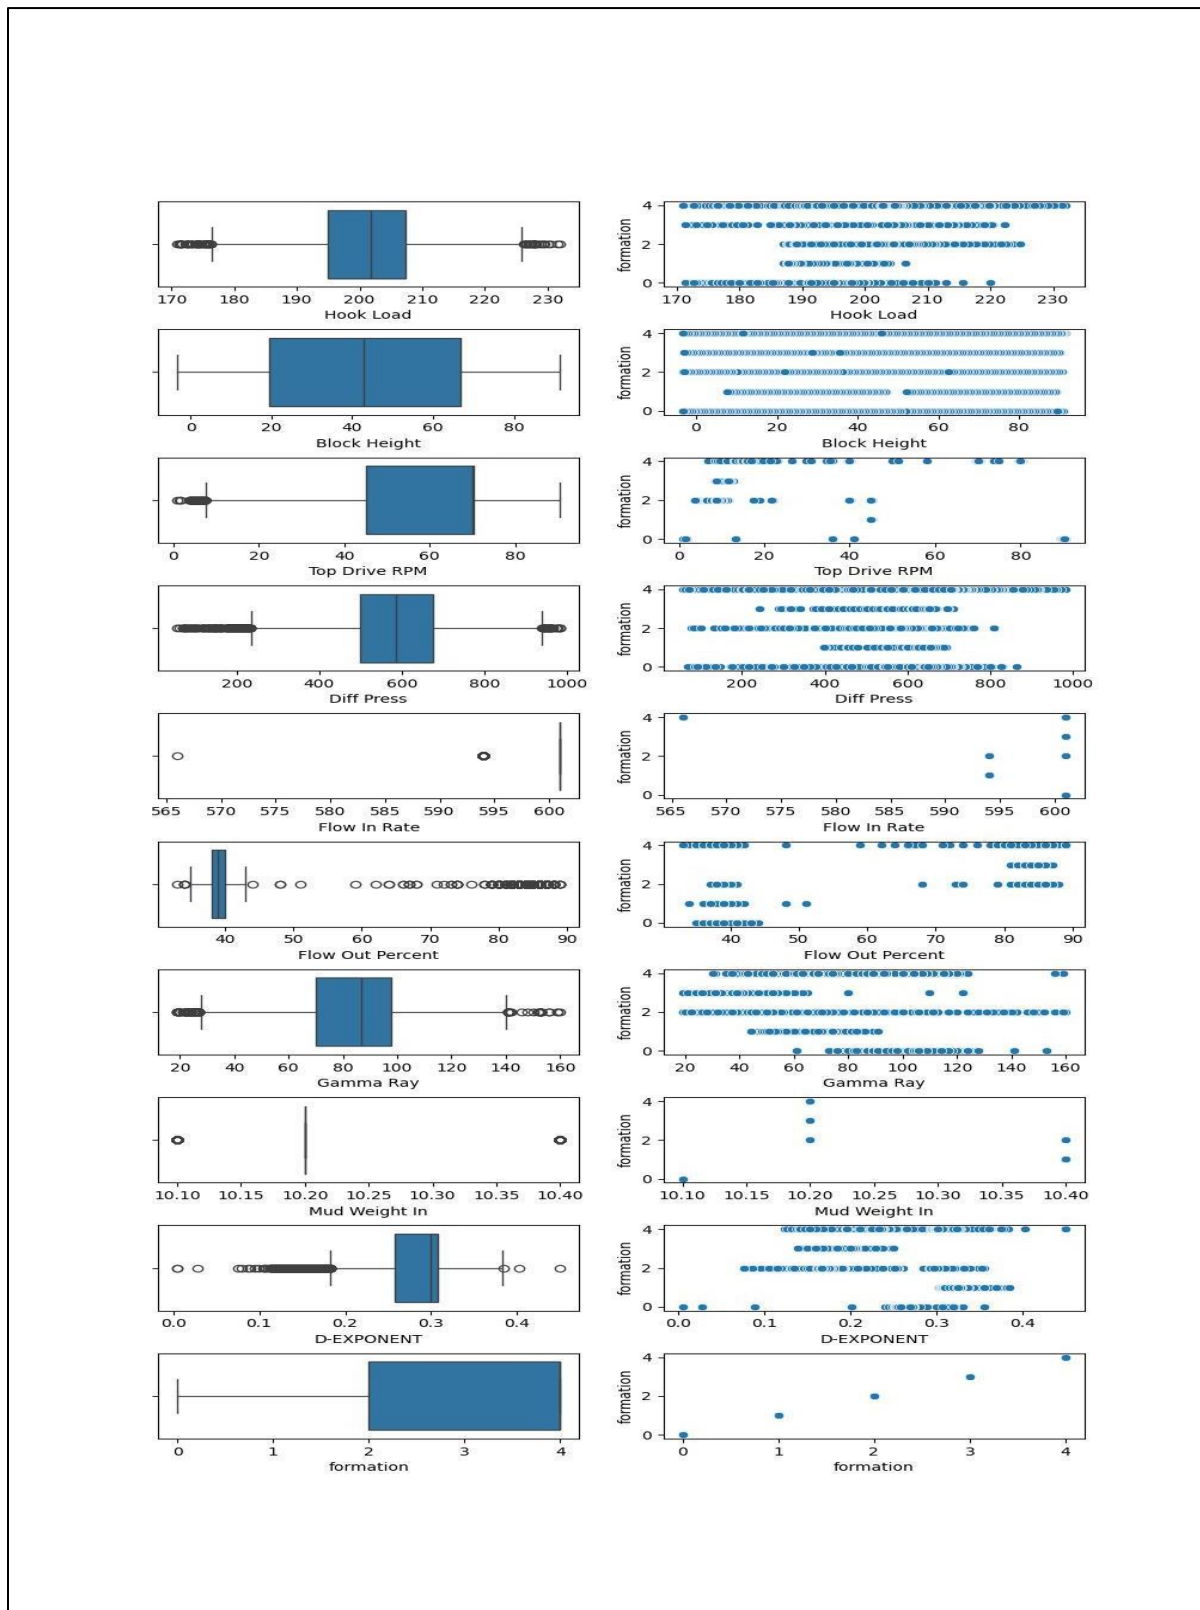 4
2
0
formation
170 180 190 200 210 220 230
170 180 190 200 210 220 230
Hook Load
Hook Load
4
2
0
formation
0 20 40 60 80
0 20 40 60 80
Block Height
Block Height
4
2
0
formation
0 20 40 60 80
0 20 40 60 80
Top Drive RPM
Top Drive RPM
4
2
0
formation
200 400 600 800 1000
200 400 600 800 1000
Diff Press
Diff Press
4
2
0
formation
565 570 575 580 585 590 595 600
565 570 575 580 585 590 595 600
Flow In Rate
Flow In Rate
4
2
0
formation
40 50 60 70 80 90
40 50 60 70 80 90
Flow Out Percent
Flow Out Percent
4
2
0
formation
20 40 60 80 100 120 140 160
20 40 60 80 100 120 140 160
Gamma Ray
Gamma Ray
4
2
0
formation
10.10 10.15 10.20 10.25 10.30 10.35 10.40
10.10 10.15 10.20 10.25 10.30 10.35 10.40
Mud Weight In
Mud Weight In
4
2
0
formation
0.0 0.1 0.2 0.3 0.4
0.0 0.1 0.2 0.3 0.4
D-EXPONENT
D-EXPONENT
4
2
0
formation
0 1 2 3 4
0 1 2 3 4
formation
formation